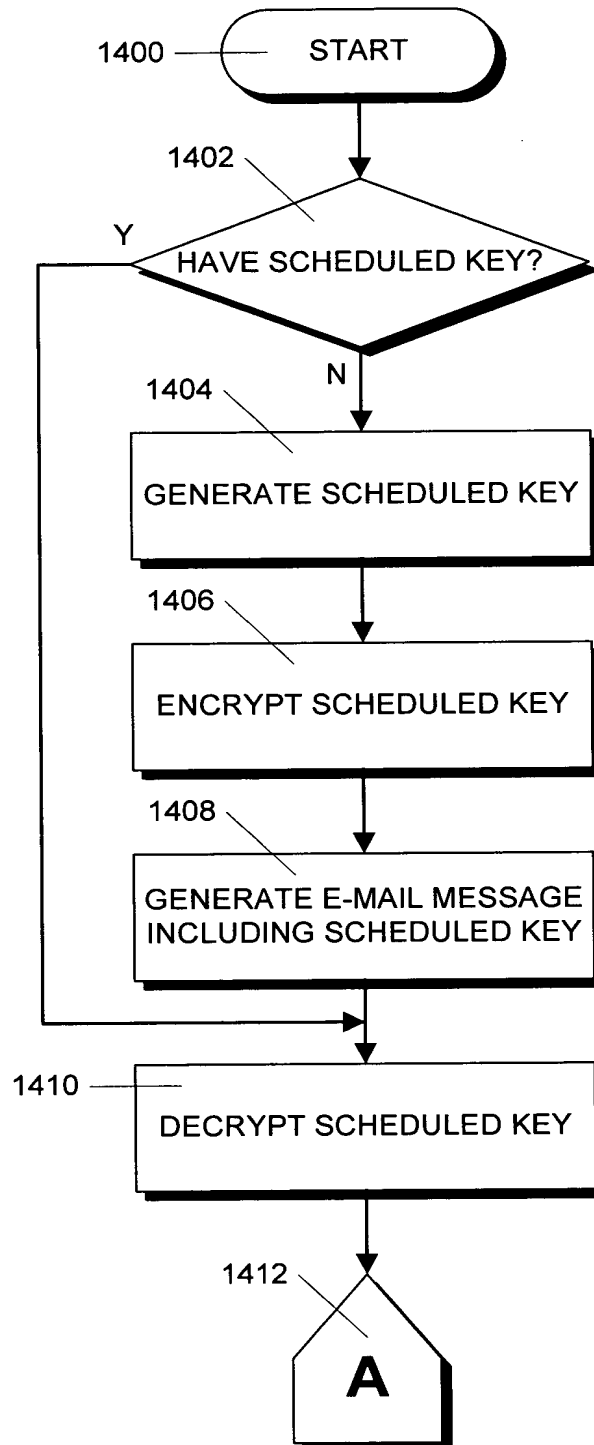 1400
START
1402
Y
HAVE SCHEDULED KEY?
N
1404
GENERATE SCHEDULED KEY
1406
ENCRYPT SCHEDULED KEY
1408
GENERATE E-MAIL MESSAGE
INCLUDING SCHEDULED KEY
1410
DECRYPT SCHEDULED KEY
1412
A